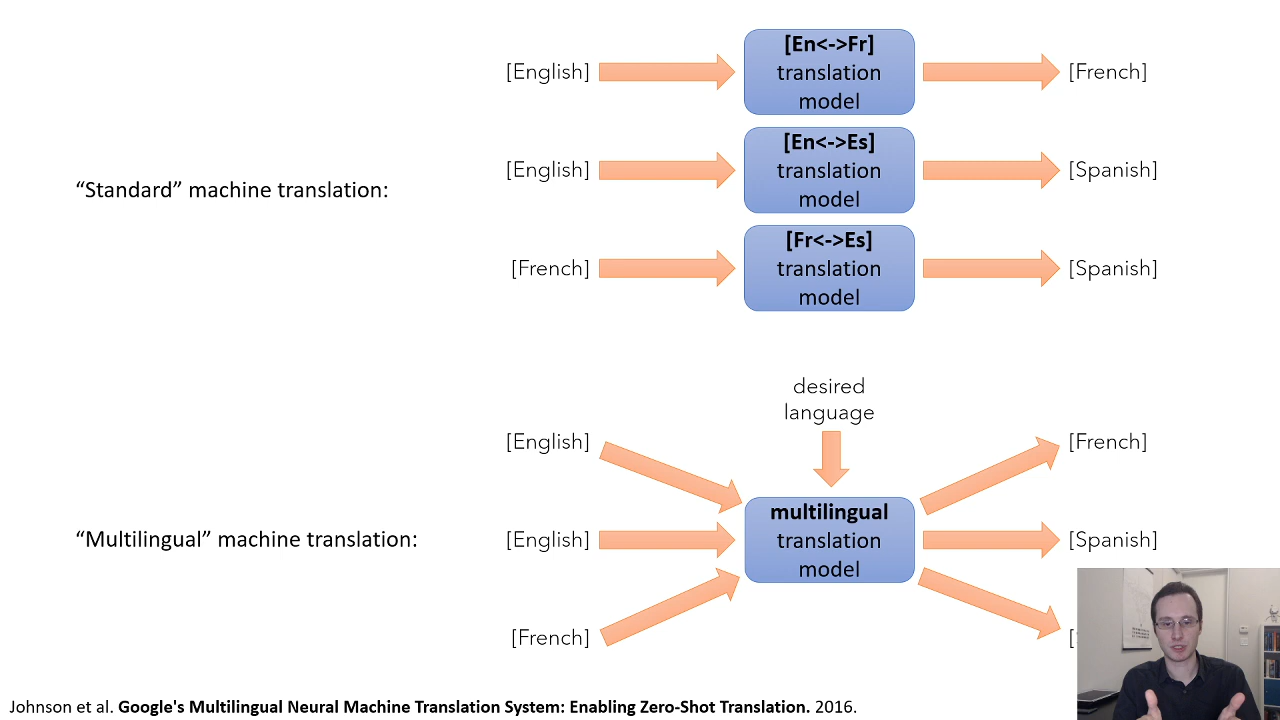 [En<->Fr]
[English]
translation
[French]
model
[En<->Es]
[English]
translation
[Spanish]
model
“Standard” machine translation:
[Fr<->Es]
[French]
translation
[Spanish]
model
desired
language
[English]
[French]
multilingual
“Multilingual” machine translation:
[English]
translation
[Spanish]
model
[French]
Johnson et al. Google's Multilingual Neural Machine Translation System: Enabling Zero-Shot Translation. 2016.